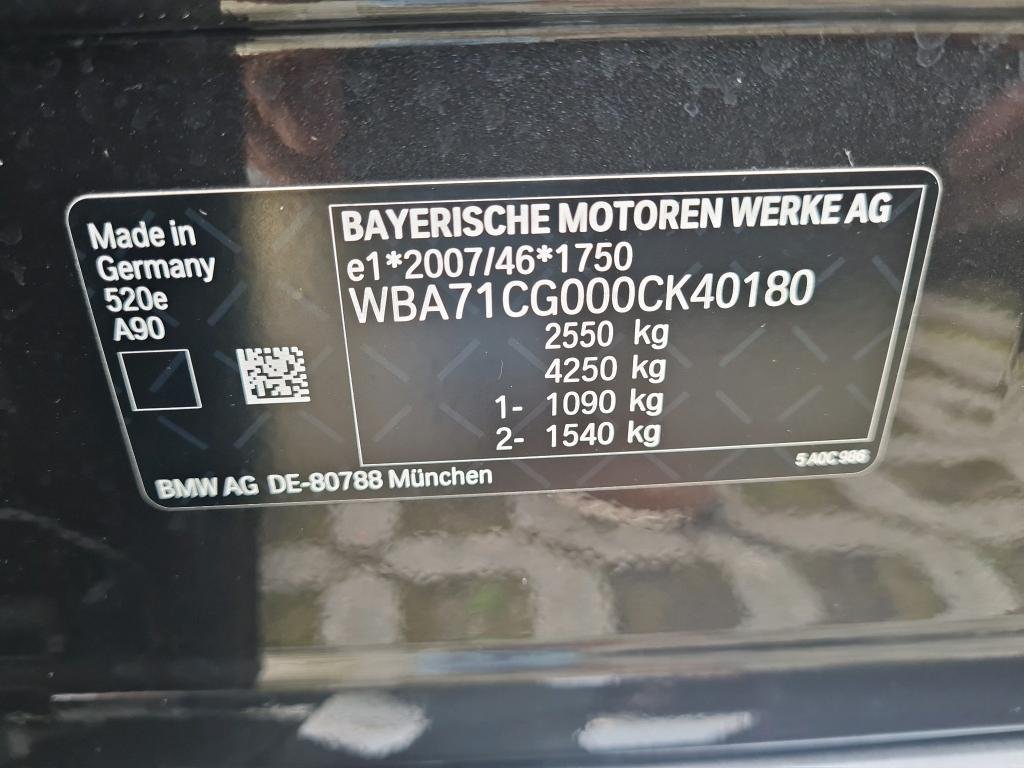 Made in
Germany
520e
A90
BAYERISCHE MOTOREN WERKE AG
e1*2007/46*1750
WBA71CG000CK40180
2550 kg
4250 kg
1- 1090 kg
2- 1540 kg
BMW AG DE-80788 München
5A0C986